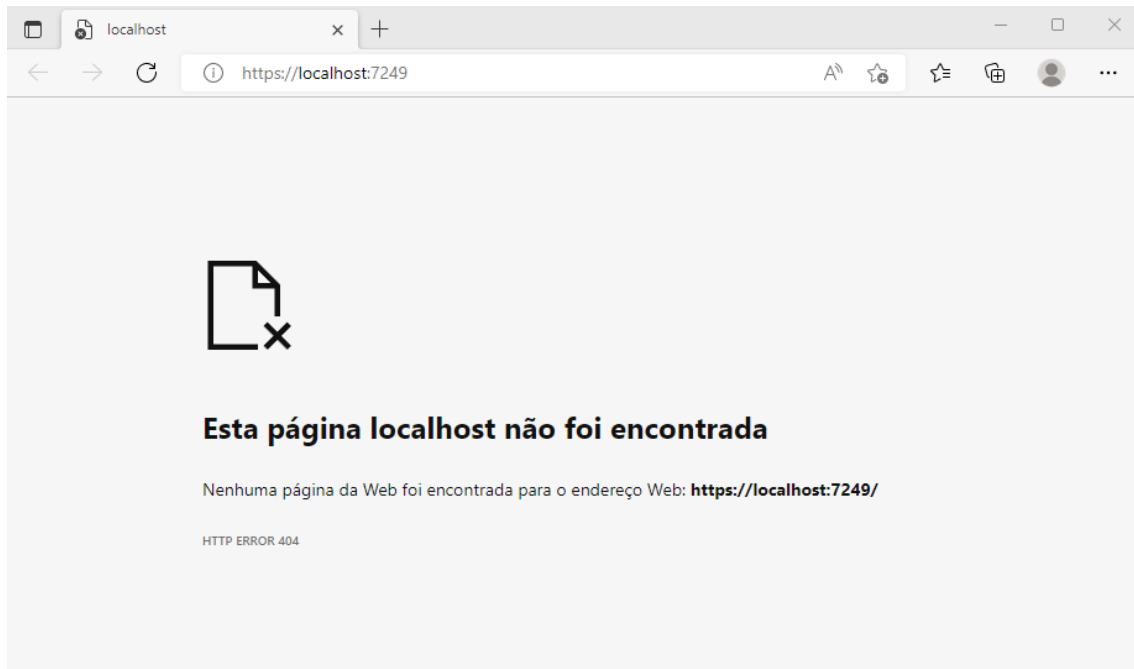 localhost
https://localhost:7249
Esta página localhost não foi encontrada
Nenhuma página da Web foi encontrada para o endereço Web: https://localhost:7249/
HTTP ERROR 404